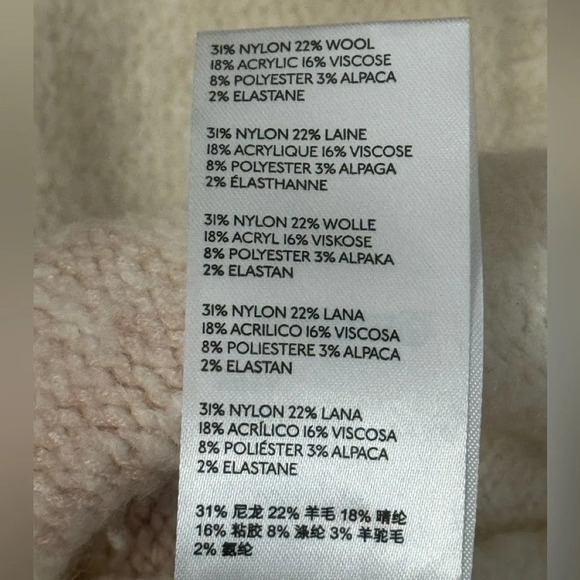 31% NYLON 22% WOOL
18% ACRYLIC 16% VISCOSE
8% POLYESTER 3% ALPACA
2% ELASTANE
31% NYLON 22% LAINE
18% ACRYLIQUE 16% VISCOSE
8% POLYESTER 3% ALPAGA
2% ÉLASTHANNE
31% NYLON 22% WOLLE
18% ACRYL 16% VISKOSE
8% POLYESTER 3% ALPAKA
2% ELASTAN
31% NYLON 22% LANA
18% ACRILICO 16% VISCOSA
8% POLIESTERE 3% ALPACA
2% ELASTAN
31% NYLON 22% LANA
18% ACRÍLICO 16% VISCOSA
8% POLIÉSTER 3% ALPACA
2% ELASTANE
31% 尼龙 22% 羊毛 18% 晴纶
16% 粘胶 8% 涤纶 3% 羊驼毛
2% 氨纶